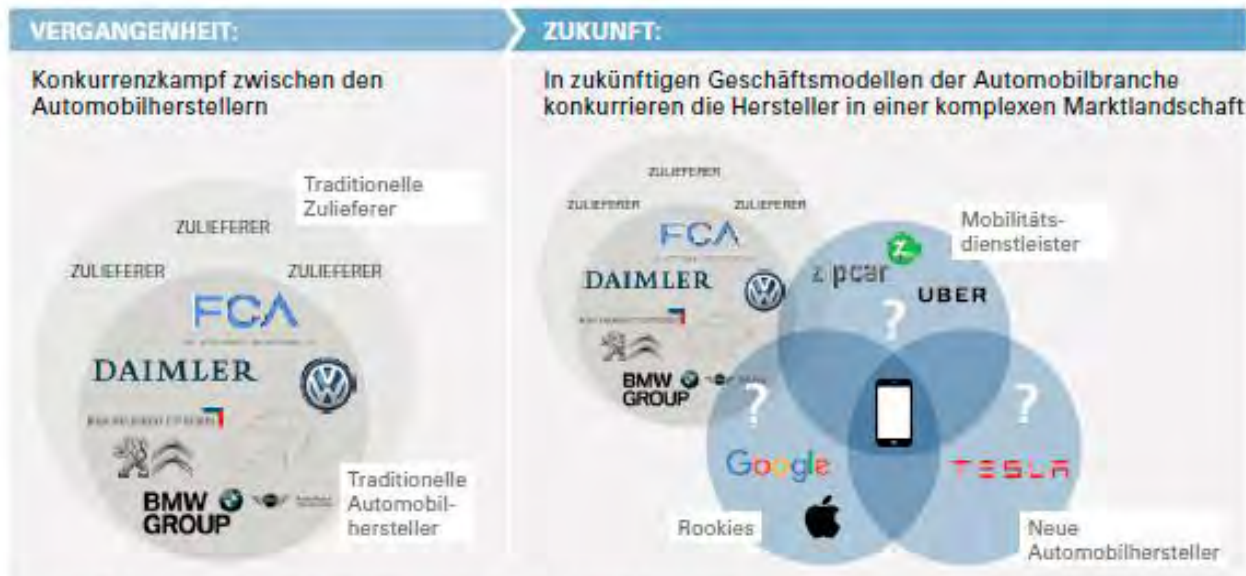 VERGANGENHEIT:
Konkurrenzkampf zwischen den
Automobilherstellern
Traditionelle
Zulieferer
ZULIEFERER
ZULIEFERER
ZULIEFERER
FCA
DAIMLER
BMW
GROUP
Traditionelle
Automobil-
hersteller
ZUKUNFT:
In zukünftigen Geschäftsmodellen der Automobilbranche
konkurrieren die Hersteller in einer komplexen Marktlandschaft
ZULIEFERER
ZULIEFERER
ZULIEFERER
FCA
DAIMLER
BMW
GROUP
Mobilitäts-
dienstleister
Z
zipcar
UBER
?
?
?
Google
TESLA
Rookies
Neue
Automobilhersteller